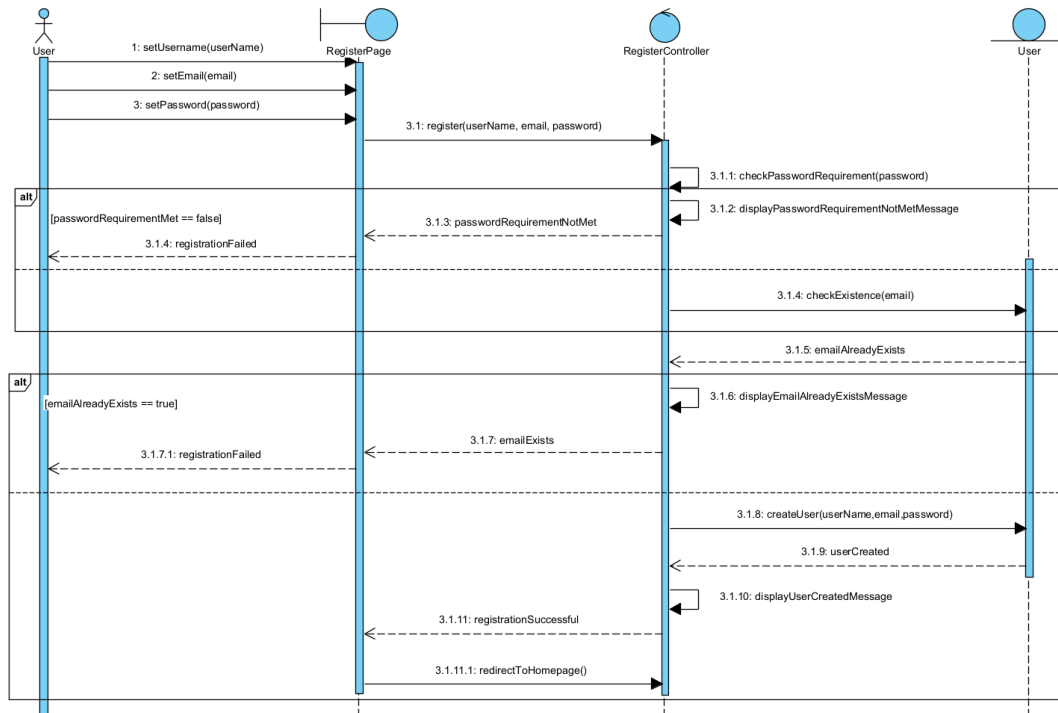 User
RegisterPage
RegisterController
User
1: setUsername(userName)
2: setEmail(email)
3: setPassword(password)
3.1: register(userName, email, password)
3.1.1: checkPasswordRequirement(password)
alt
[passwordRequirementMet == false]
3.1.2: displayPasswordRequirementNotMetMessage
3.1.3: passwordRequirementNotMet
3.1.4: registrationFailed
3.1.4: checkExistence(email)
3.1.5: emailAlreadyExists
alt
[emailAlreadyExists == true]
3.1.6: displayEmailAlreadyExistsMessage
3.1.7: emailExists
3.1.7.1: registrationFailed
3.1.8: createUser(userName,email,password)
3.1.9: userCreated
3.1.10: displayUserCreatedMessage
3.1.11: registrationSuccessful
3.1.11.1: redirectToHomepage()